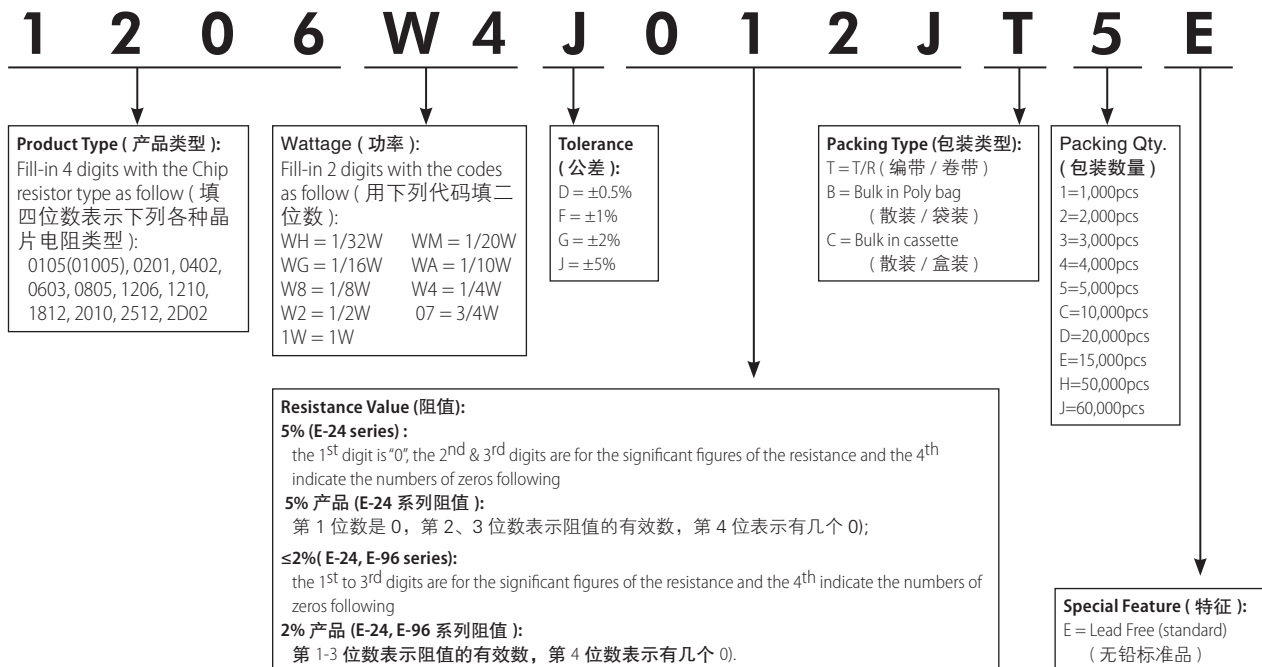 1 2 0 6 W 4 J 0 1 2 J T 5 E
Product Type ( 产品类型 ):
Fill-in 4 digits with the Chip
resistor type as follow ( 填
四位数表示下列各种晶
片电阻类型 ):
0105(01005), 0201, 0402,
0603, 0805, 1206, 1210,
1812, 2010, 2512, 2D02
Wattage ( 功率 ):
Fill-in 2 digits with the codes
as follow ( 用下列代码填二
位数 ):
WH = 1/32W WM = 1/20W
WG = 1/16W WA = 1/10W
W8 = 1/8W W4 = 1/4W
W2 = 1/2W 07 = 3/4W
1W = 1W
Tolerance
( 公差 ):
D = ±0.5%
F = ±1%
G = ±2%
J = ±5%
Packing Type (包装类型):
T = T/R ( 编带 / 卷带 )
B = Bulk in Poly bag
( 散装 / 袋装 )
C = Bulk in cassette
( 散装 / 盒装 )
Packing Qty.
( 包装数量 )
1=1,000pcs
2=2,000pcs
3=3,000pcs
4=4,000pcs
5=5,000pcs
C=10,000pcs
D=20,000pcs
E=15,000pcs
H=50,000pcs
J=60,000pcs
Resistance Value (阻值):
5% (E-24 series) :
the 1st digit is "0", the 2nd & 3rd digits are for the significant figures of the resistance and the 4th
indicate the numbers of zeros following
5% 产品 (E-24 系列阻值 ):
第 1 位数是 0，第 2、3 位数表示阻值的有效数，第 4 位表示有几个 0);
≤2%( E-24, E-96 series):
the 1st to 3rd digits are for the significant figures of the resistance and the 4th indicate the numbers of
zeros following
2% 产品 (E-24, E-96 系列阻值 ):
第 1-3 位数表示阻值的有效数，第 4 位数表示有几个 0).
Special Feature ( 特征 ):
E = Lead Free (standard)
( 无铅标准品 )